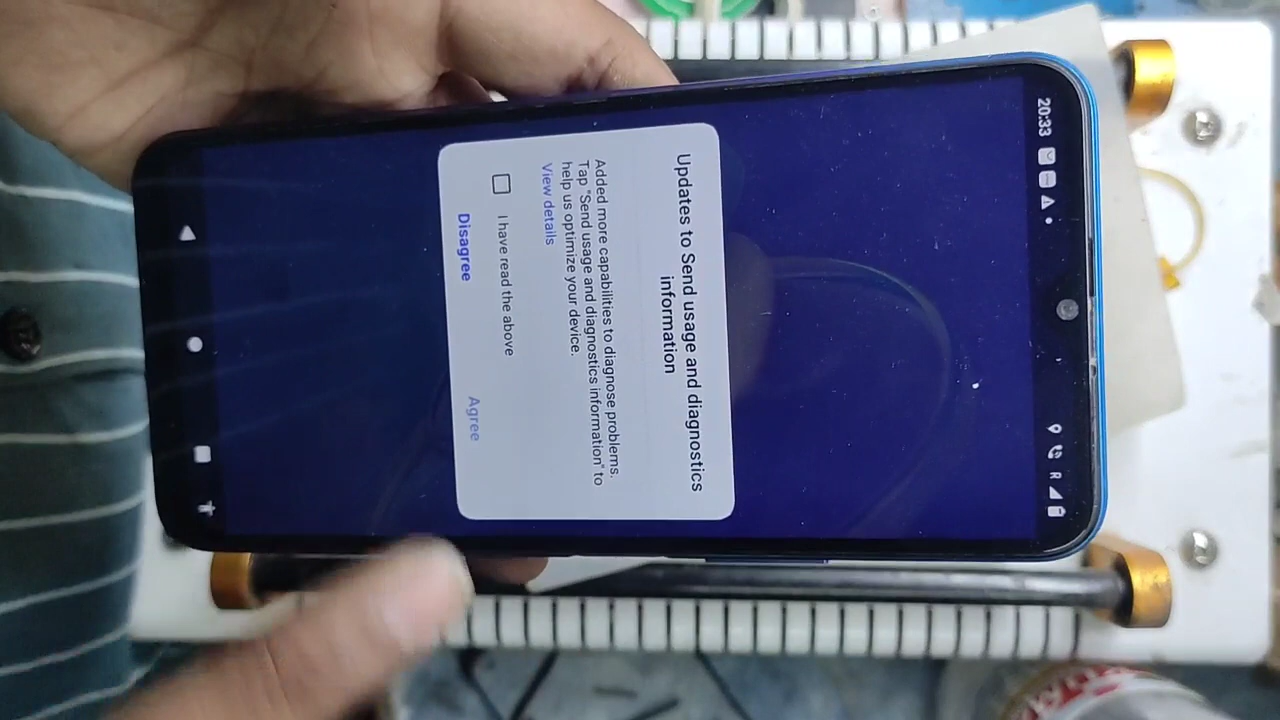 20:33
R
Updates to Send usage and diagnostics
information
Added more capabilities to diagnose problems.
Tap "Send usage and diagnostics information" to
help us optimize your device.
View details
I have read the above
Disagree
Agree